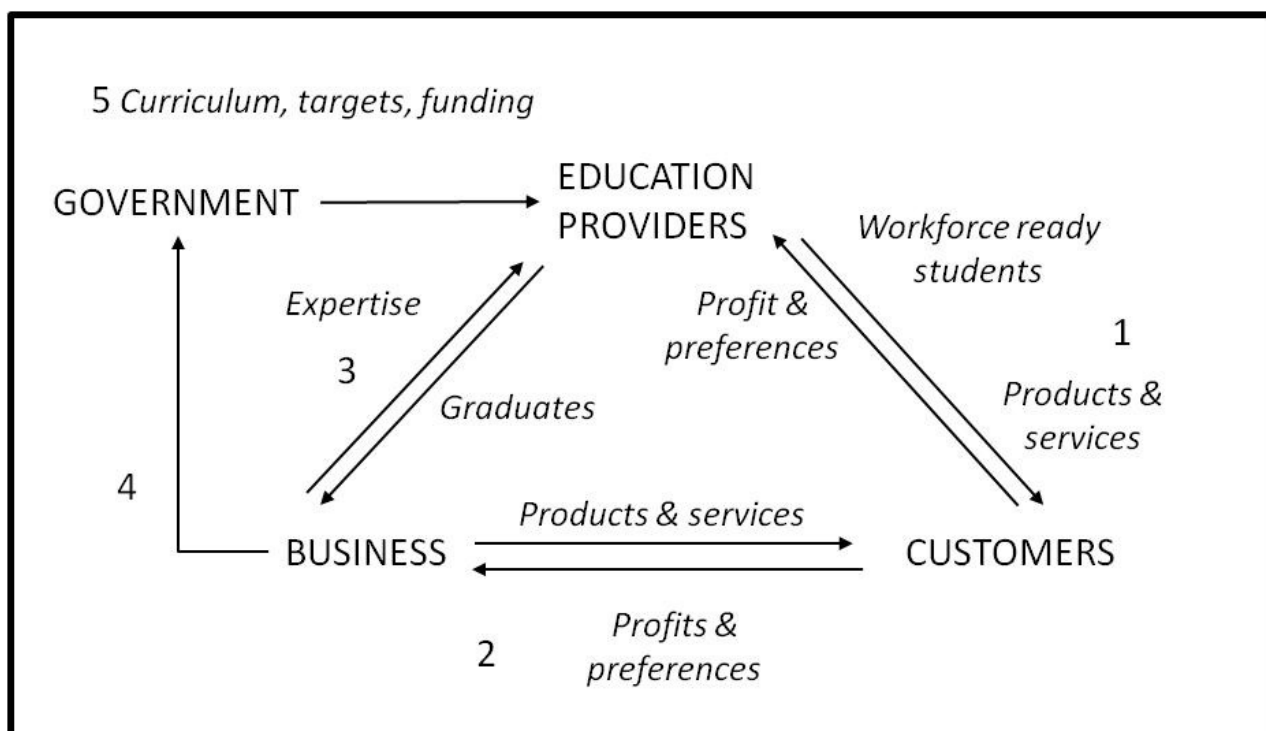 5 Curriculum, targets, funding
EDUCATION
GOVERNMENT
PROVIDERS
Workforce ready
students
Expertise
Profit &
preferences
1
3
Graduates
Products &
services
4
Products & services
BUSINESS
CUSTOMERS
Profits &
preferences
2